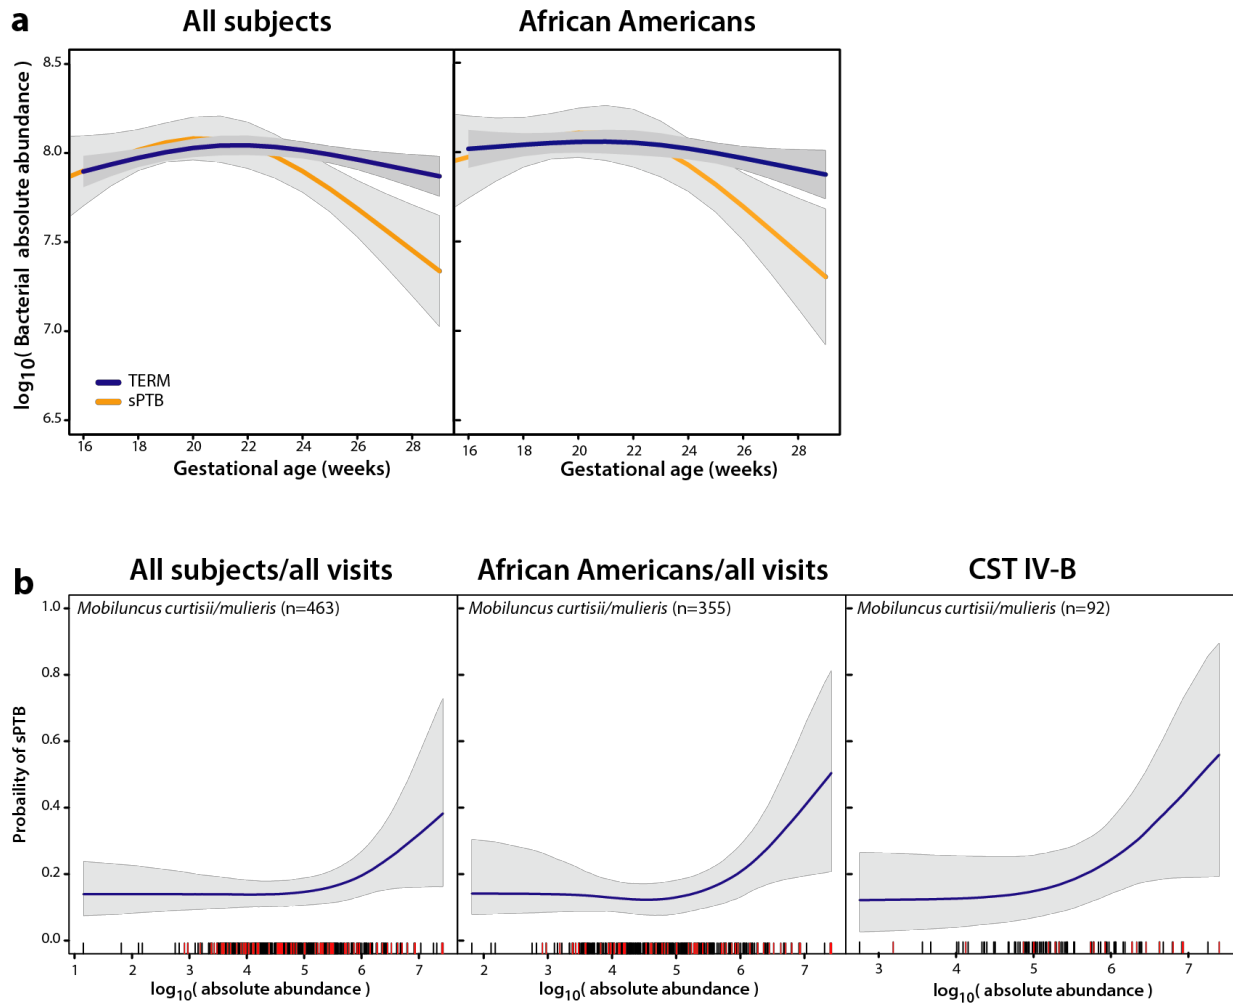 a
All subjects
African Americans
log10( Bacterial absolute abundance )
8.5
8.0
7.5
7.0
6.5
TERM
sPTB
16 18 20 22 24 26 28
16 18 20 22 24 26 28
Gestational age (weeks)
Gestational age (weeks)
b
All subjects/all visits
African Americans/all visits
CST IV-B
Mobiluncus curtisii/mulieris (n=463)
Mobiluncus curtisii/mulieris (n=355)
Mobiluncus curtisii/mulieris (n=92)
Probaility of sPTB
1.0
0.8
0.6
0.4
0.2
0.0
1 2 3 4 5 6 7
2 3 4 5 6 7
3 4 5 6 7
log10( absolute abundance )
log10( absolute abundance )
log10( absolute abundance )